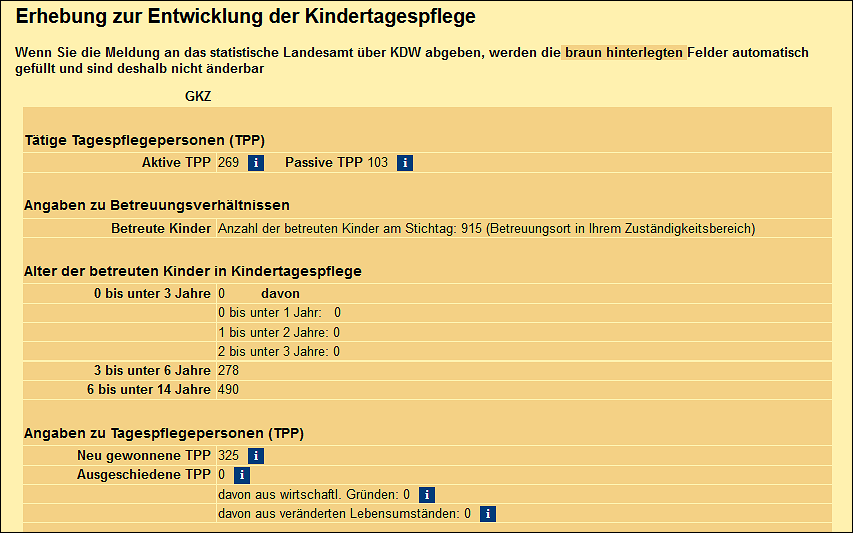 Erhebung zur Entwicklung der Kindertagespflege
Wenn Sie die Meldung an das statistische Landesamt über KDW abgeben, werden die braun hinterlegten Felder automatisch
gefüllt und sind deshalb nicht änderbar
GKZ
Tätige Tagespflegepersonen (TPP)
Aktive TPP 269 i Passive TPP 103 i
Angaben zu Betreuungsverhältnissen
Betreute Kinder Anzahl der betreuten Kinder am Stichtag: 915 (Betreuungsort in Ihrem Zuständigkeitsbereich)
Alter der betreuten Kinder in Kindertagespflege
0 bis unter 3 Jahre 0 davon
0 bis unter 1 Jahr: 0
1 bis unter 2 Jahre: 0
2 bis unter 3 Jahre: 0
3 bis unter 6 Jahre 278
6 bis unter 14 Jahre 490
Angaben zu Tagespflegepersonen (TPP)
Neu gewonnene TPP 325 i
Ausgeschiedene TPP 0 i
davon aus wirtschaftl. Gründen: 0 i
davon aus veränderten Lebensumständen: 0 i